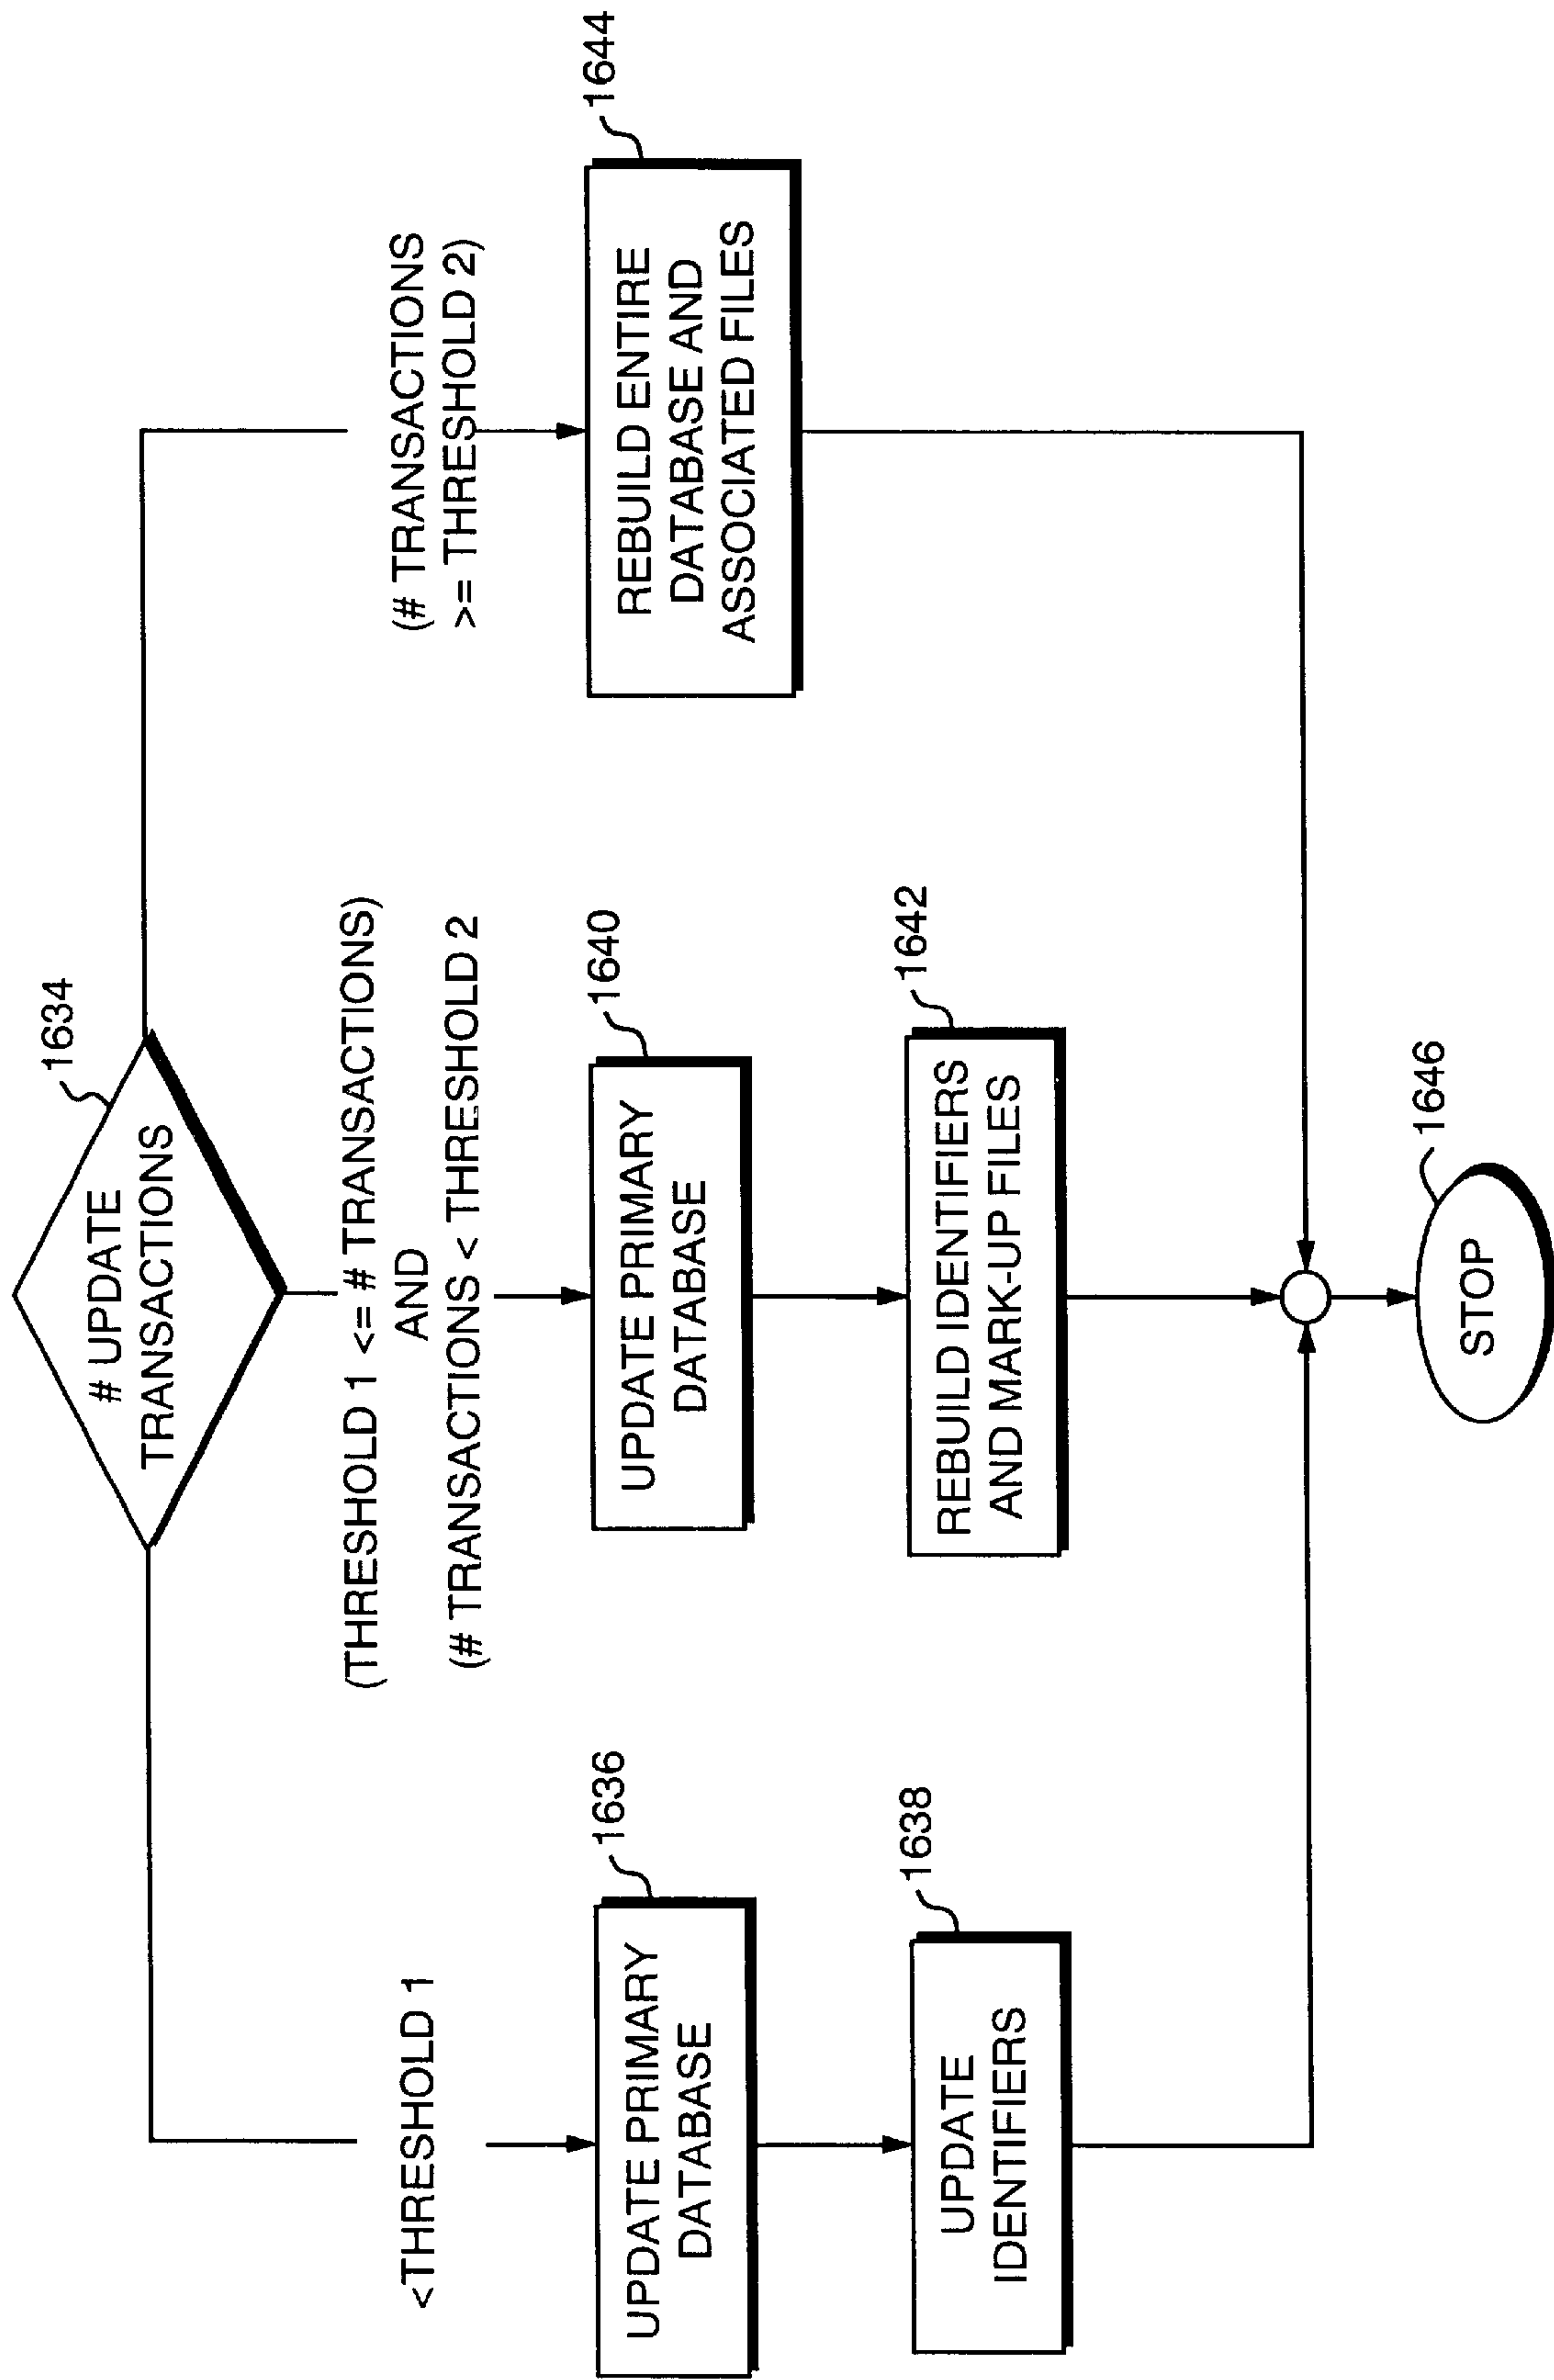 # UPDATE
TRANSACTIONS
1634
<THRESHOLD 1
(THRESHOLD 1 <= # TRANSACTIONS)
AND
(# TRANSACTIONS < THRESHOLD 2
(# TRANSACTIONS
>= THRESHOLD 2)
UPDATE PRIMARY
DATABASE
1636
UPDATE PRIMARY
DATABASE
1640
REBUILD ENTIRE
DATABASE AND
ASSOCIATED FILES
1644
UPDATE
IDENTIFIERS
1638
REBUILD IDENTIFIERS
AND MARK-UP FILES
1642
STOP
1646